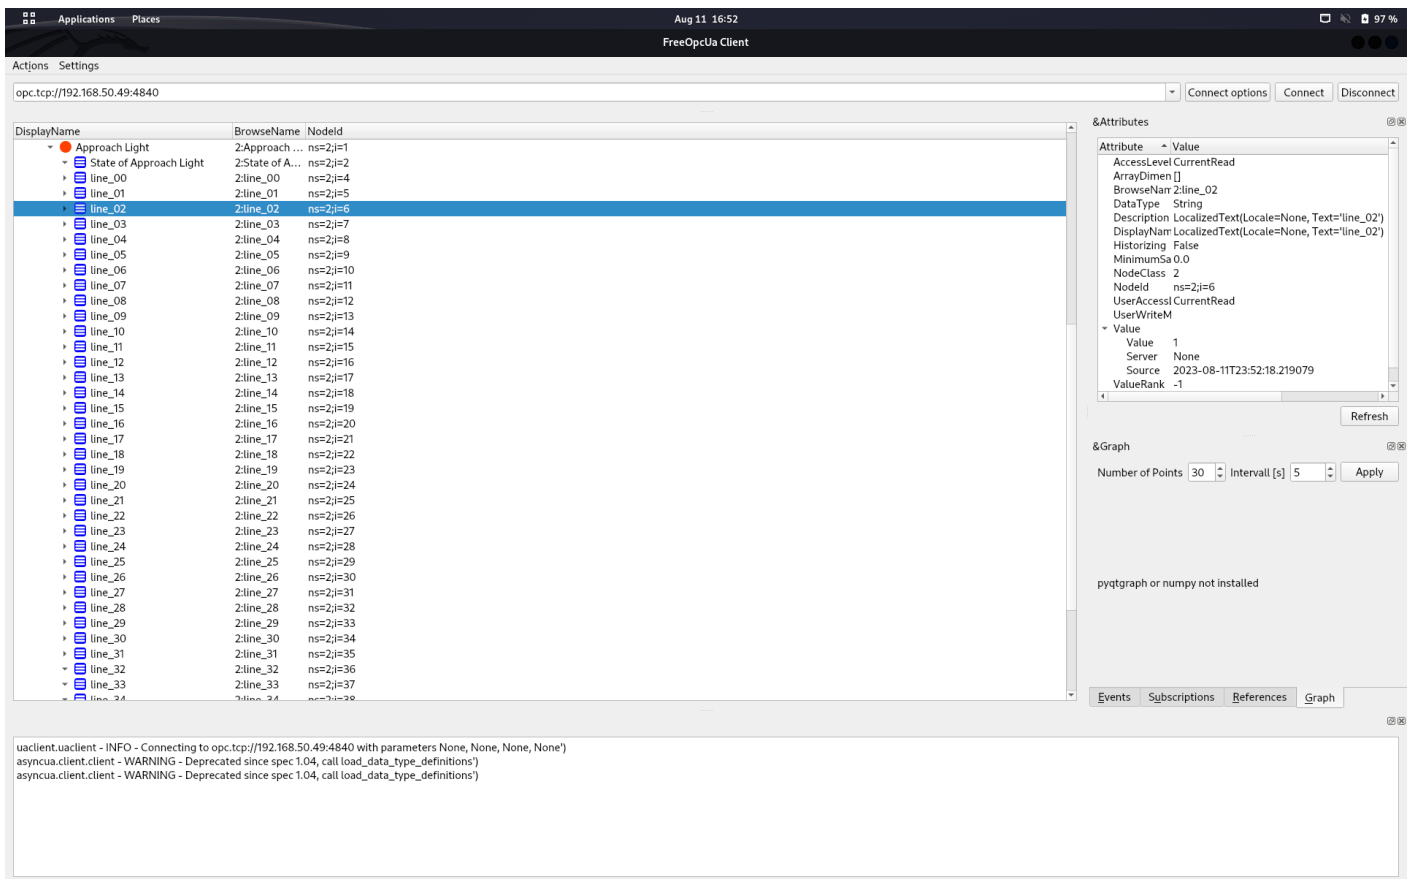 Applications Places Aug 11 16:52 97 %
FreeOpcUa Client
Actions Settings
opc.tcp://192.168.50.49:4840 Connect options Connect Disconnect
DisplayName BrowseName NodeId
Approach Light 2:Approach ... ns=2;i=1
State of Approach Light 2:State of A... ns=2;i=2
line_00 2:line_00 ns=2;i=4
line_01 2:line_01 ns=2;i=5
line_02 2:line_02 ns=2;i=6
line_03 2:line_03 ns=2;i=7
line_04 2:line_04 ns=2;i=8
line_05 2:line_05 ns=2;i=9
line_06 2:line_06 ns=2;i=10
line_07 2:line_07 ns=2;i=11
line_08 2:line_08 ns=2;i=12
line_09 2:line_09 ns=2;i=13
line_10 2:line_10 ns=2;i=14
line_11 2:line_11 ns=2;i=15
line_12 2:line_12 ns=2;i=16
line_13 2:line_13 ns=2;i=17
line_14 2:line_14 ns=2;i=18
line_15 2:line_15 ns=2;i=19
line_16 2:line_16 ns=2;i=20
line_17 2:line_17 ns=2;i=21
line_18 2:line_18 ns=2;i=22
line_19 2:line_19 ns=2;i=23
line_20 2:line_20 ns=2;i=24
line_21 2:line_21 ns=2;i=25
line_22 2:line_22 ns=2;i=26
line_23 2:line_23 ns=2;i=27
line_24 2:line_24 ns=2;i=28
line_25 2:line_25 ns=2;i=29
line_26 2:line_26 ns=2;i=30
line_27 2:line_27 ns=2;i=31
line_28 2:line_28 ns=2;i=32
line_29 2:line_29 ns=2;i=33
line_30 2:line_30 ns=2;i=34
line_31 2:line_31 ns=2;i=35
line_32 2:line_32 ns=2;i=36
line_33 2:line_33 ns=2;i=37
line_34 2:line_34 ns=2;i=38
&Attributes
Attribute Value
AccessLevel CurrentRead
ArrayDimen []
BrowseNam 2:line_02
DataType String
Description LocalizedText(Locale=None, Text='line_02')
DisplayNam LocalizedText(Locale=None, Text='line_02')
Historizing False
MinimumSa 0.0
NodeClass 2
NodeId ns=2;i=6
UserAccessl CurrentRead
UserWriteM
Value
Value 1
Server None
Source 2023-08-11T23:52:18.219079
ValueRank -1
Refresh
&Graph
Number of Points 30 Intervall [s] 5 Apply
pyqtgraph or numpy not installed
Events Subscriptions References Graph
uaclient.uaclient - INFO - Connecting to opc.tcp://192.168.50.49:4840 with parameters None, None, None, None')
asyncua.client.client - WARNING - Deprecated since spec 1.04, call load_data_type_definitions')
asyncua.client.client - WARNING - Deprecated since spec 1.04, call load_data_type_definitions')